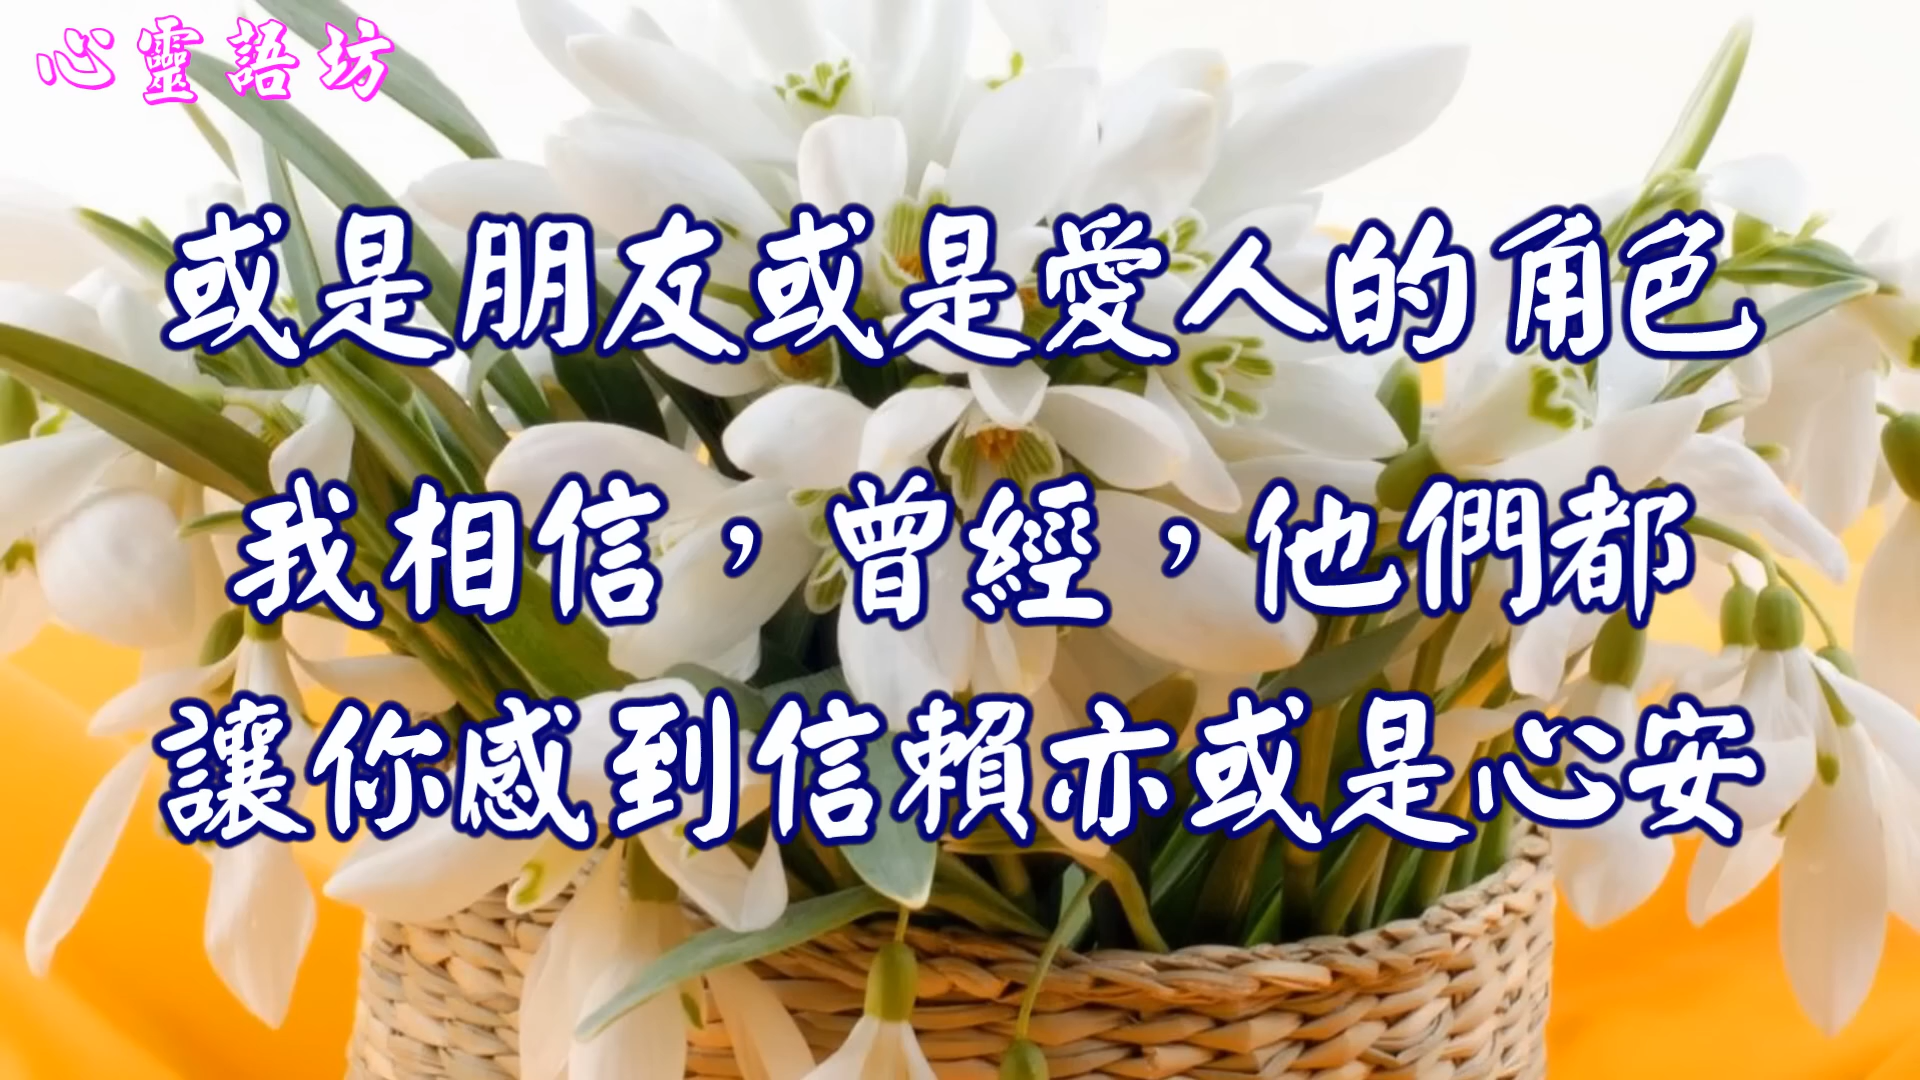 心靈語坊
或是朋友或是愛人的角色
我相信，曾經，他們都
讓你感到信賴亦或是心安